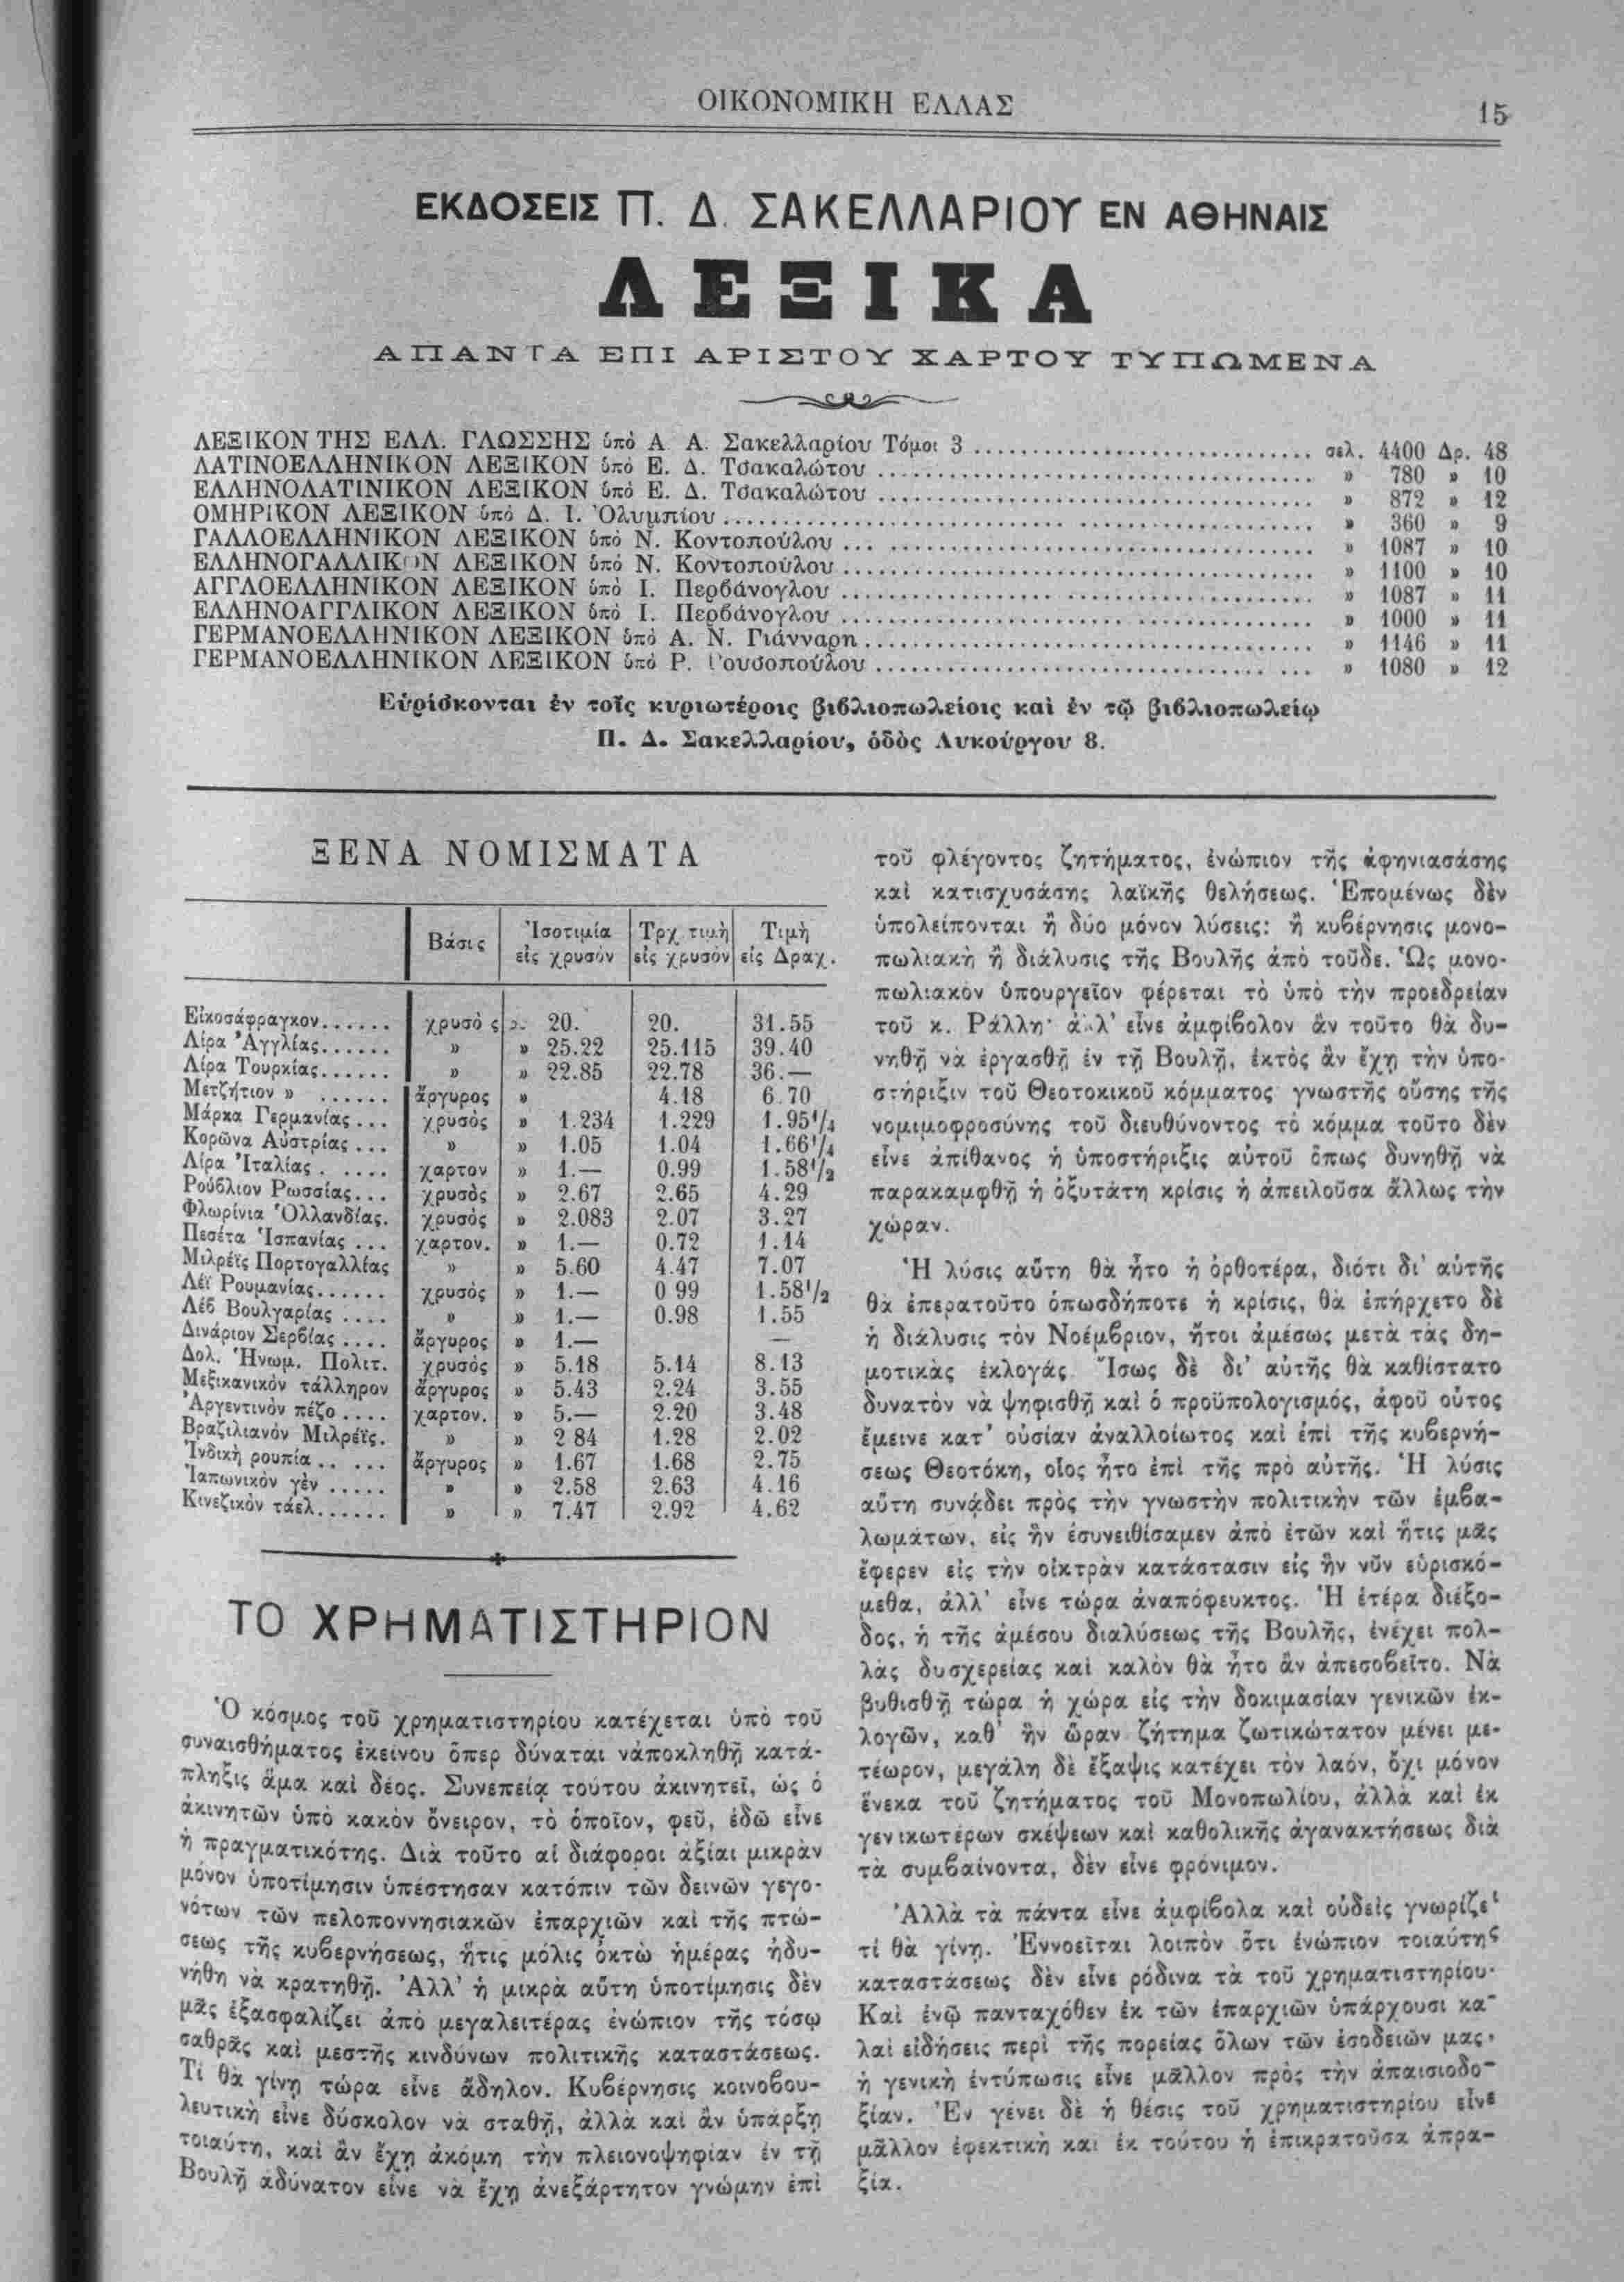 ΟΙΚΟΝΟΜΙΚΗ ΕΛΛΑΣ
15
ΕΚΔΟΣΕΙΣ Π. Δ. ΣΑΚΕΛΛΑΡΙΟΥ ΕΝ ΑΘΗΝΑΙΣ
ΛΕΞΙΚΑ
ΑΠΑΝΤΑ ΕΠΙ ΑΡΙΣΤΟΥ ΧΑΡΤΟΥ ΤΥΠΩΜΕΝΑ
ΛΕΞΙΚΟΝ ΤΗΣ ΕΛΛ. ΓΛΩΣΣΗΣ ὑπὸ Α. Α. Σακελλαρίου Τόμοι 3 ........ σελ. 4400 Δρ. 48
ΛΑΤΙΝΟΕΛΛΗΝΙΚΟΝ ΛΕΞΙΚΟΝ ὑπὸ Ε. Δ. Τσακαλώτου ........ » 780 » 10
ΕΛΛΗΝΟΛΑΤΙΝΙΚΟΝ ΛΕΞΙΚΟΝ ὑπὸ Ε. Δ. Τσακαλώτου ........ » 872 » 12
ΟΜΗΡΙΚΟΝ ΛΕΞΙΚΟΝ ὑπὸ Δ. Ι. Ὀλυμπίου ........ » 360 » 9
ΓΑΛΛΟΕΛΛΗΝΙΚΟΝ ΛΕΞΙΚΟΝ ὑπὸ Ν. Κοντοπούλου ........ » 1087 » 10
ΕΛΛΗΝΟΓΑΛΛΙΚΟΝ ΛΕΞΙΚΟΝ ὑπὸ Ν. Κοντοπούλου ........ » 1100 » 10
ΑΓΓΛΟΕΛΛΗΝΙΚΟΝ ΛΕΞΙΚΟΝ ὑπὸ Ι. Περβάνογλου ........ » 1087 » 11
ΕΛΛΗΝΟΑΓΓΛΙΚΟΝ ΛΕΞΙΚΟΝ ὑπὸ Ι. Περβάνογλου ........ » 1000 » 11
ΓΕΡΜΑΝΟΕΛΛΗΝΙΚΟΝ ΛΕΞΙΚΟΝ ὑπὸ Α. Ν. Γιάνναρη ........ » 1146 » 11
ΓΕΡΜΑΝΟΕΛΛΗΝΙΚΟΝ ΛΕΞΙΚΟΝ ὑπὸ Ρ. Ρουσοπούλου ........ » 1080 » 12
Εὑρίσκονται ἐν τοῖς κυριωτέροις βιβλιοπωλείοις καὶ ἐν τῷ βιβλιοπωλείῳ
Π. Δ. Σακελλαρίου, ὁδὸς Λυκούργου 8.
ΞΕΝΑ ΝΟΜΙΣΜΑΤΑ
Βάσις Ἰσοτιμία εἰς χρυσὸν Τρχ. τιμὴ εἰς χρυσὸν Τιμὴ εἰς Δραχ.
Εἰκοσάφραγκον...... χρυσὸς 20. 20. 31.55
Λίρα Ἀγγλίας...... » » 25.22 25.115 39.40
Λίρα Τουρκίας...... » » 22.85 22.78 36.—
Μετζήτιον » ...... ἄργυρος » 4.18 6.70
Μάρκα Γερμανίας... χρυσὸς » 1.234 1.229 1.95 1/4
Κορῶνα Αὐστρίας... » » 1.05 1.04 1.66 1/4
Λίρα Ἰταλίας..... χαρτον » 1.— 0.99 1.58 1/2
Ρούβλιον Ρωσσίας... χρυσὸς » 2.67 2.65 4.29
Φλωρίνια Ὁλλανδίας. χρυσὸς » 2.083 2.07 3.27
Πεσέτα Ἰσπανίας... χαρτον. » 1.— 0.72 1.14
Μιλρέϊς Πορτογαλλίας » » 5.60 4.47 7.07
Λέϊ Ρουμανίας...... χρυσὸς » 1.— 0 99 1.58 1/2
Λέβ Βουλγαρίας.... » » 1.— 0.98 1.55
Δινάριον Σερβίας.... ἄργυρος » 1.— —
Δολ. Ἡνωμ. Πολιτ. χρυσὸς » 5.18 5.14 8.13
Μεξικανικὸν τάλληρον ἄργυρος » 5.43 2.24 3.55
Ἀργεντινὸν πέζο.... χαρτον. » 5.— 2.20 3.48
Βραζιλιανὸν Μιλρέϊς. » » 2 84 1.28 2.02
Ἰνδικὴ ρουπία..... ἄργυρος » 1.67 1.68 2.75
Ἰαπωνικὸν γὲν..... » » 2.58 2.63 4.16
Κινεζικὸν τάελ...... » » 7.47 2.92 4.62
ΤΟ ΧΡΗΜΑΤΙΣΤΗΡΙΟΝ
Ὁ κόσμος τοῦ χρηματιστηρίου κατέχεται ὑπὸ τοῦ
συναισθήματος ἐκείνου ὅπερ δύναται νἀποκληθῇ κατά-
πληξις ἅμα καὶ δέος. Συνεπείᾳ τούτου ἀκινητεῖ, ὡς ὁ
ἀκινητῶν ὑπὸ κακὸν ὄνειρον, τὸ ὁποῖον, φεῦ, ἐδῶ εἶνε
ἡ πραγματικότης. Διὰ τοῦτο αἱ διάφοροι ἀξίαι μικρὰν
μόνον ὑποτίμησιν ὑπέστησαν κατόπιν τῶν δεινῶν γεγο-
νότων τῶν πελοποννησιακῶν ἐπαρχιῶν καὶ τῆς πτώ-
σεως τῆς κυβερνήσεως, ἥτις μόλις ὀκτὼ ἡμέρας ἠδυ-
νήθη νὰ κρατηθῇ. Ἀλλ' ἡ μικρὰ αὕτη ὑποτίμησις δὲν
μᾶς ἐξασφαλίζει ἀπὸ μεγαλειτέρας ἐνώπιον τῆς τόσῳ
σαθρᾶς καὶ μεστῆς κινδύνων πολιτικῆς καταστάσεως.
Τί θὰ γίνῃ τώρα εἶνε ἄδηλον. Κυβέρνησις κοινοβου-
λευτικὴ εἶνε δύσκολον νὰ σταθῇ, ἀλλὰ καὶ ἂν ὑπάρξῃ
τοιαύτη, καὶ ἂν ἔχῃ ἀκόμη τὴν πλειονοψηφίαν ἐν τῇ
Βουλῇ ἀδύνατον εἶνε νὰ ἔχῃ ἀνεξάρτητον γνώμην ἐπὶ
τοῦ φλέγοντος ζητήματος, ἐνώπιον τῆς ἀφηνιασάσης
καὶ κατισχυσάσης λαϊκῆς θελήσεως. Ἑπομένως δὲν
ὑπολείπονται ἢ δύο μόνον λύσεις: ἢ κυβέρνησις μονο-
πωλιακὴ ἢ διάλυσις τῆς Βουλῆς ἀπὸ τοῦδε. Ὡς μονο-
πωλιακὸν ὑπουργεῖον φέρεται τὸ ὑπὸ τὴν προεδρείαν
τοῦ κ. Ράλλη· ἀλλ' εἶνε ἀμφίβολον ἂν τοῦτο θὰ δυ-
νηθῇ νὰ ἐργασθῇ ἐν τῇ Βουλῇ, ἐκτὸς ἂν ἔχῃ τὴν ὑπο-
στήριξιν τοῦ Θεοτοκικοῦ κόμματος γνωστῆς οὔσης τῆς
νομιμοφροσύνης τοῦ διευθύνοντος τὸ κόμμα τοῦτο δὲν
εἶνε ἀπίθανος ἡ ὑποστήριξις αὐτοῦ ὅπως δυνηθῇ νὰ
παρακαμφθῇ ἡ ὀξυτάτη κρίσις ἡ ἀπειλοῦσα ἄλλως τὴν
χώραν.
Ἡ λύσις αὕτη θὰ ἦτο ἡ ὀρθοτέρα, διότι δι' αὐτῆς
θὰ ἐπερατοῦτο ὁπωσδήποτε ἡ κρίσις, θὰ ἐπήρχετο δὲ
ἡ διάλυσις τὸν Νοέμβριον, ἤτοι ἀμέσως μετὰ τὰς δη-
μοτικὰς ἐκλογάς. Ἴσως δὲ δι' αὐτῆς θὰ καθίστατο
δυνατὸν νὰ ψηφισθῇ καὶ ὁ προϋπολογισμός, ἀφοῦ οὗτος
ἔμεινε κατ' οὐσίαν ἀναλλοίωτος καὶ ἐπὶ τῆς κυβερνή-
σεως Θεοτόκη, οἷος ἦτο ἐπὶ τῆς πρὸ αὐτῆς. Ἡ λύσις
αὕτη συνᾴδει πρὸς τὴν γνωστὴν πολιτικὴν τῶν ἐμβα-
λωμάτων, εἰς ἣν ἐσυνειθίσαμεν ἀπὸ ἐτῶν καὶ ἥτις μᾶς
ἔφερεν εἰς τὴν οἰκτρὰν κατάστασιν εἰς ἣν νῦν εὑρισκό-
μεθα, ἀλλ' εἶνε τώρα ἀναπόφευκτος. Ἡ ἑτέρα διέξο-
δος, ἡ τῆς ἀμέσου διαλύσεως τῆς Βουλῆς, ἐνέχει πολ-
λὰς δυσχερείας καὶ καλὸν θὰ ἦτο ἂν ἀπεσοβεῖτο. Νὰ
βυθισθῇ τώρα ἡ χώρα εἰς τὴν δοκιμασίαν γενικῶν ἐκ-
λογῶν, καθ' ἣν ὥραν ζήτημα ζωτικώτατον μένει με-
τέωρον, μεγάλη δὲ ἔξαψις κατέχει τὸν λαόν, ὄχι μόνον
ἕνεκα τοῦ ζητήματος τοῦ Μονοπωλίου, ἀλλὰ καὶ ἐκ
γενικωτέρων σκέψεων καὶ καθολικῆς ἀγανακτήσεως διὰ
τὰ συμβαίνοντα, δὲν εἶνε φρόνιμον.
Ἀλλὰ τὰ πάντα εἶνε ἀμφίβολα καὶ οὐδεὶς γνωρίζει
τί θὰ γίνῃ. Ἐννοεῖται λοιπὸν ὅτι ἐνώπιον τοιαύτης
καταστάσεως δὲν εἶνε ρόδινα τὰ τοῦ χρηματιστηρίου·
Καὶ ἐνῷ πανταχόθεν ἐκ τῶν ἐπαρχιῶν ὑπάρχουσι κα-
λαὶ εἰδήσεις περὶ τῆς πορείας ὅλων τῶν ἐσοδειῶν μας,
ἡ γενικὴ ἐντύπωσις εἶνε μᾶλλον πρὸς τὴν ἀπαισιοδο-
ξίαν. Ἐν γένει δὲ ἡ θέσις τοῦ χρηματιστηρίου εἶνε
μᾶλλον ἐφεκτικὴ καὶ ἐκ τούτου ἡ ἐπικρατοῦσα ἀπρα-
ξία.